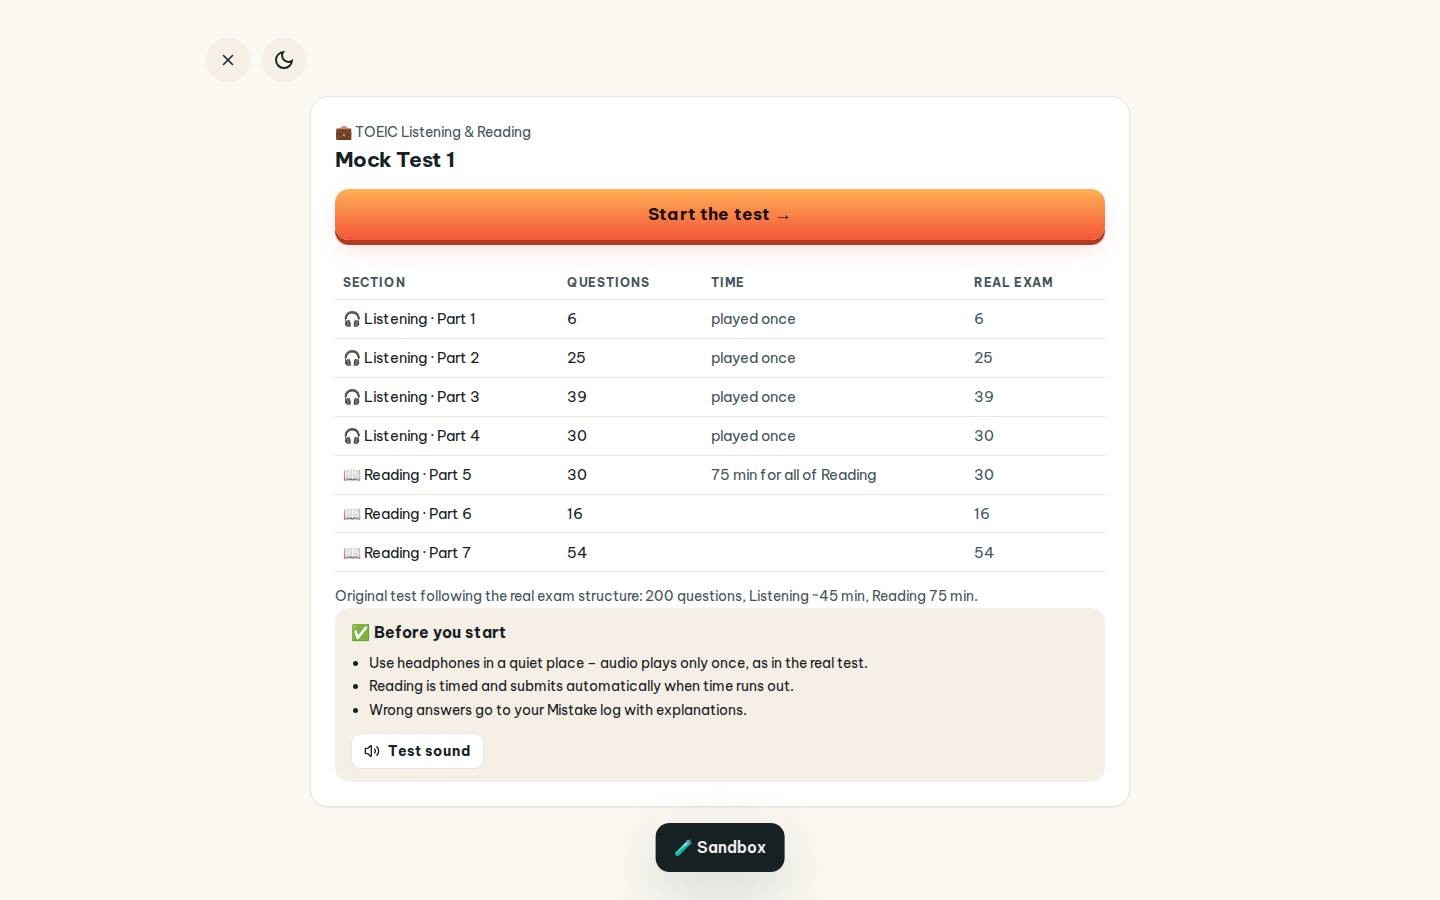 💼 TOEIC Listening & Reading
Mock Test 1
Start the test →
SECTION QUESTIONS TIME REAL EXAM
🎧 Listening · Part 1 6 played once 6
🎧 Listening · Part 2 25 played once 25
🎧 Listening · Part 3 39 played once 39
🎧 Listening · Part 4 30 played once 30
📖 Reading · Part 5 30 75 min for all of Reading 30
📖 Reading · Part 6 16 16
📖 Reading · Part 7 54 54
Original test following the real exam structure: 200 questions, Listening ~45 min, Reading 75 min.
✅ Before you start
• Use headphones in a quiet place – audio plays only once, as in the real test.
• Reading is timed and submits automatically when time runs out.
• Wrong answers go to your Mistake log with explanations.
Test sound
🧪 Sandbox